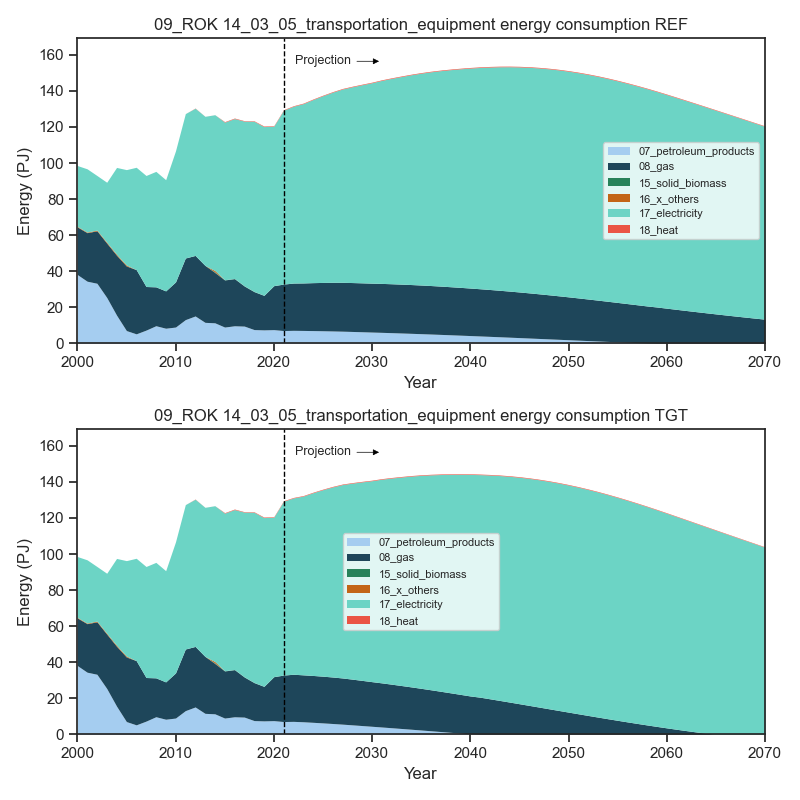 09_ROK 14_03_05_transportation_equipment energy consumption REF
160
140
120
100
80
60
40
20
0
Energy (PJ)
Projection
07_petroleum_products
08_gas
15_solid_biomass
16_x_others
17_electricity
18_heat
2000 2010 2020 2030 2040 2050 2060 2070
Year
09_ROK 14_03_05_transportation_equipment energy consumption TGT
160
140
120
100
80
60
40
20
0
Energy (PJ)
Projection
07_petroleum_products
08_gas
15_solid_biomass
16_x_others
17_electricity
18_heat
2000 2010 2020 2030 2040 2050 2060 2070
Year